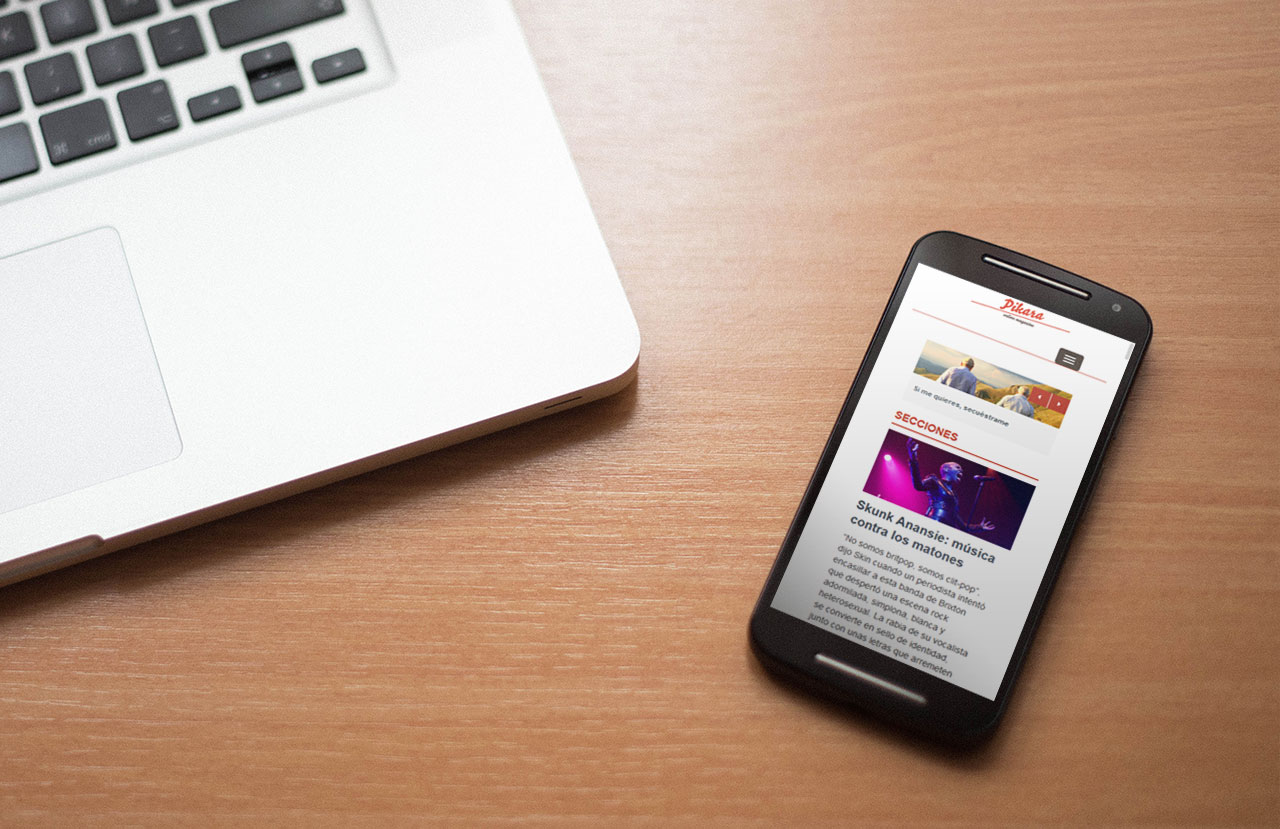 K
L
cmd
Pikara
online magazine
Si me quieres, secuéstrame
SECCIONES
Skunk Anansie: música
contra los matones
"No somos britpop, somos clit-pop",
dijo Skin cuando un periodista intentó
encasillar a esta banda de Brixton
que despertó una escena rock
adormilada, simplona, blanca y
heterosexual. La rabia de su vocalista
se convierte en sello de identidad,
junto con unas letras que arremeten